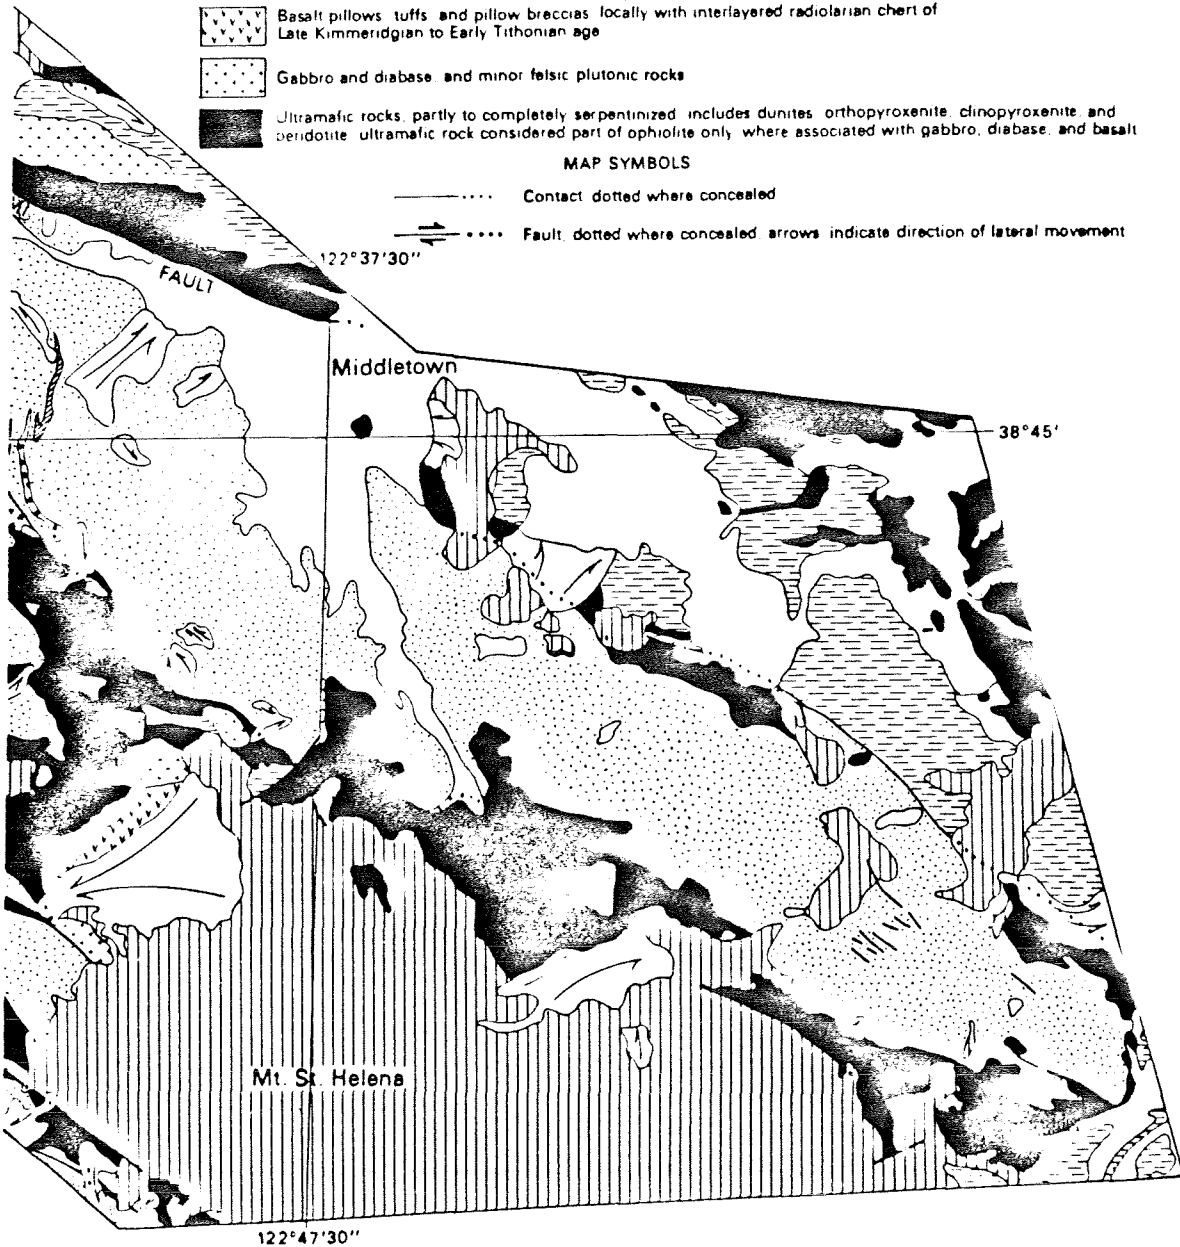 Basalt pillows tuffs and pillow breccias locally with interlayered radiolarian chert of
Late Kimmeridgian to Early Tithonian age
Gabbro and diabase and minor felsic plutonic rocks
Ultramafic rocks, partly to completely serpentinized includes dunites orthopyroxenite, clinopyroxenite, and
peridotite ultramafic rock considered part of ophiolite only where associated with gabbro, diabase, and basalt
MAP SYMBOLS
Contact dotted where concealed
Fault, dotted where concealed, arrows indicate direction of lateral movement
122°37'30"
FAULT
Middletown
38°45'
Mt. St. Helena
122°47'30"